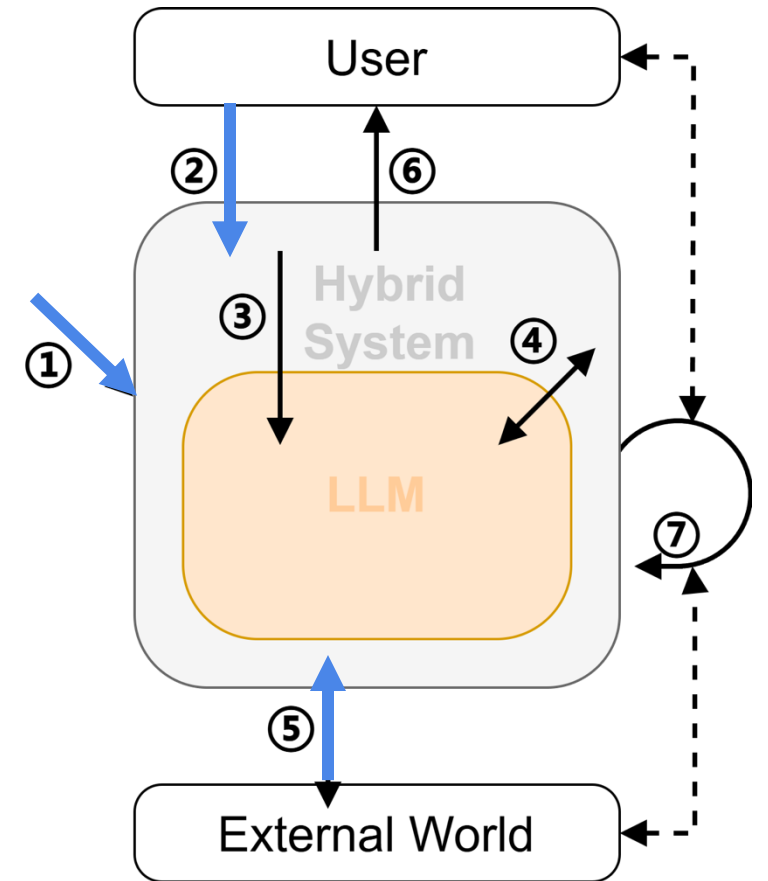 User
②
⑥
Hybrid
System
③
④
①
LLM
⑦
⑤
External World